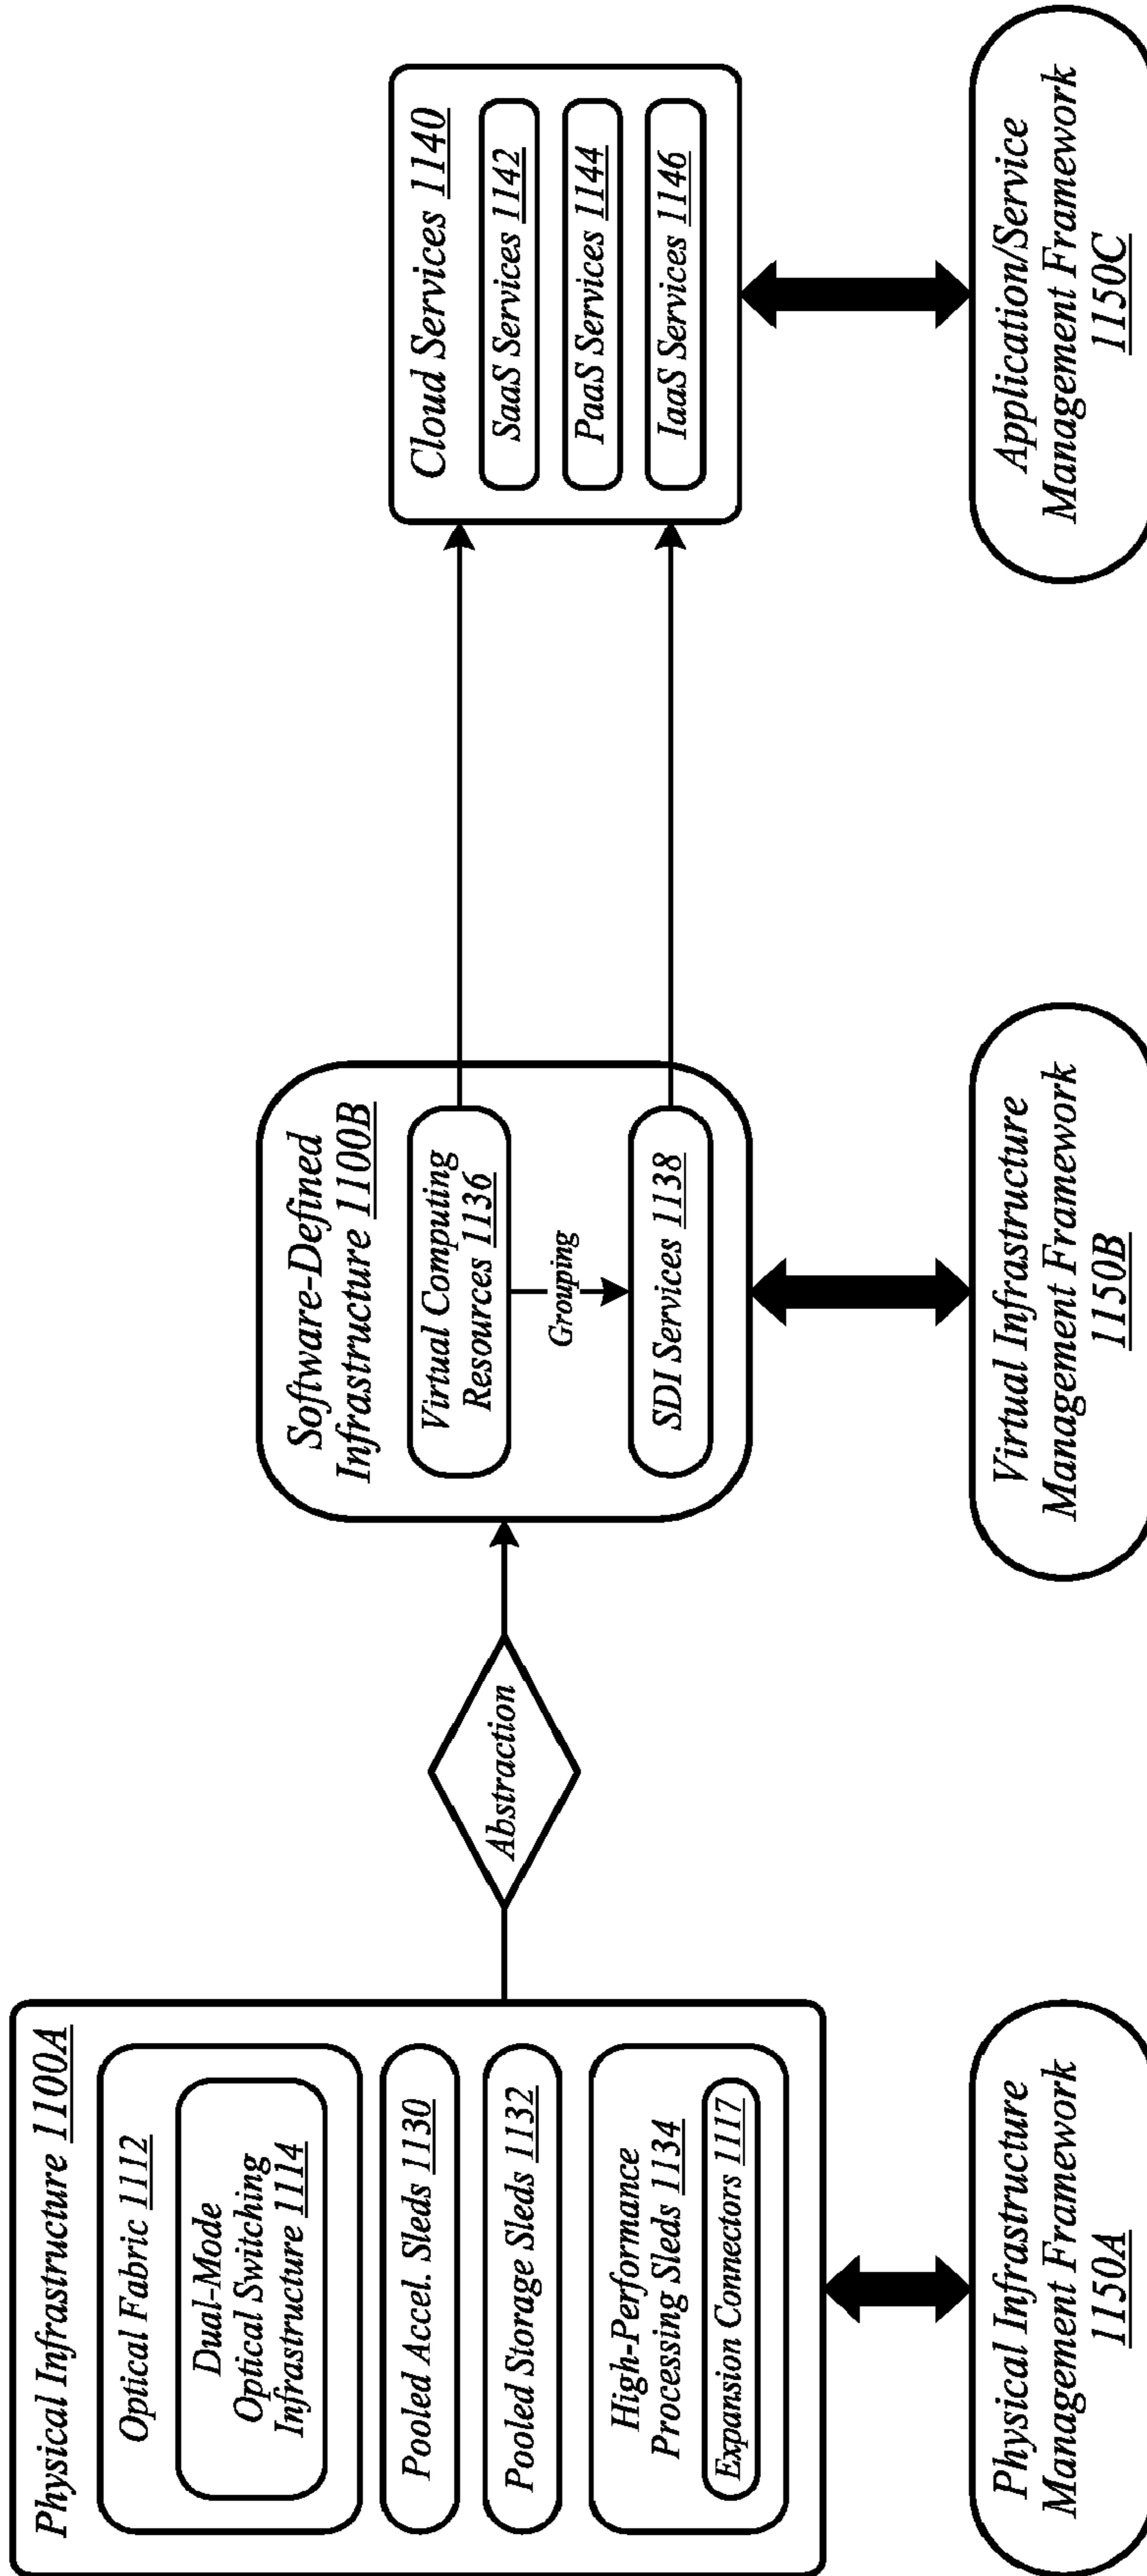 Physical Infrastructure 1100A
Optical Fabric 1112
Dual-Mode
Optical Switching
Infrastructure 1114
Pooled Accel. Sleds 1130
Pooled Storage Sleds 1132
High-Performance
Processing Sleds 1134
Expansion Connectors 1117
Physical Infrastructure
Management Framework
1150A
Abstraction
Software-Defined
Infrastructure 1100B
Virtual Computing
Resources 1136
Grouping
SDI Services 1138
Virtual Infrastructure
Management Framework
1150B
Cloud Services 1140
SaaS Services 1142
PaaS Services 1144
IaaS Services 1146
Application/Service
Management Framework
1150C